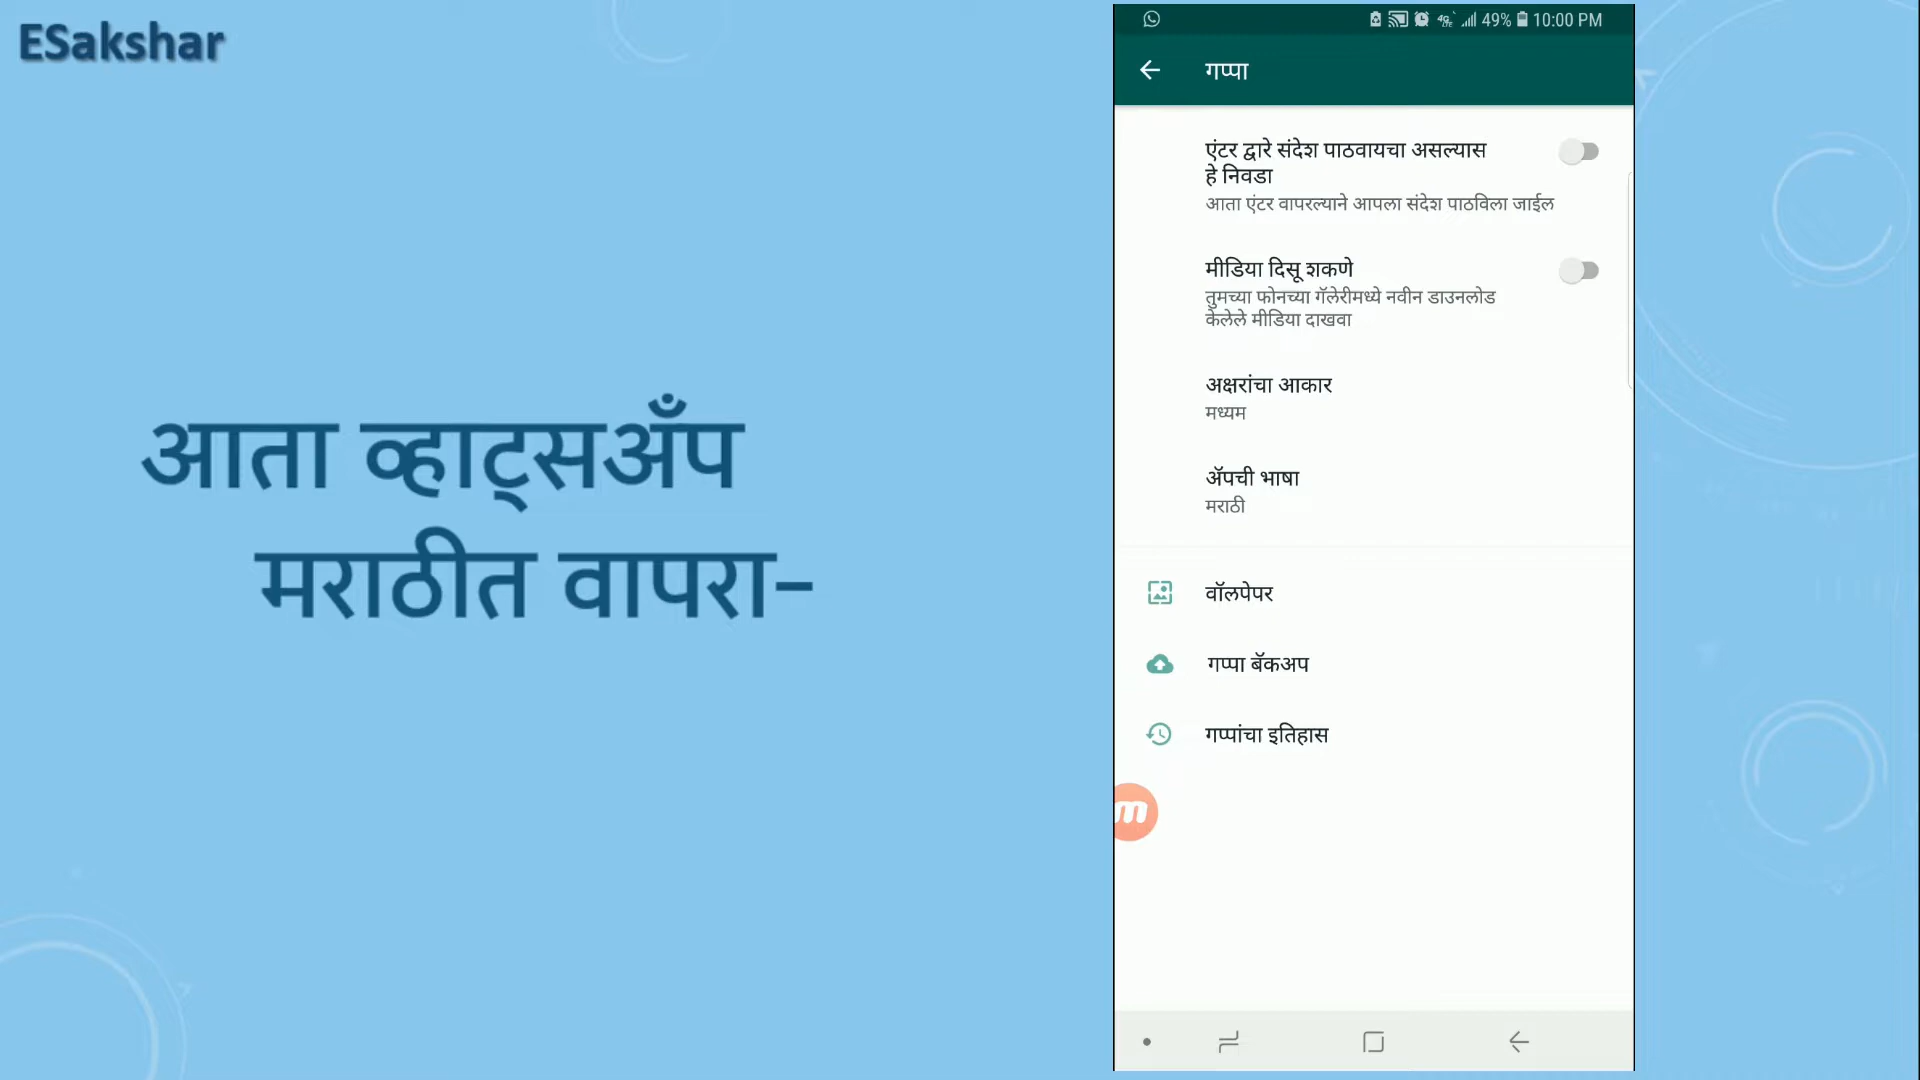 ESakshar
आता व्हाट्सअँप
मराठीत वापरा-
49% 10:00 PM
गप्पा
एंटर द्वारे संदेश पाठवायचा असल्यास
हे निवडा
आता एंटर वापरल्याने आपला संदेश पाठविला जाईल
मीडिया दिसू शकणे
तुमच्या फोनच्या गॅलेरीमध्ये नवीन डाउनलोड
केलेले मीडिया दाखवा
अक्षरांचा आकार
मध्यम
ॲपची भाषा
मराठी
वॉलपेपर
गप्पा बॅकअप
गप्पांचा इतिहास
m